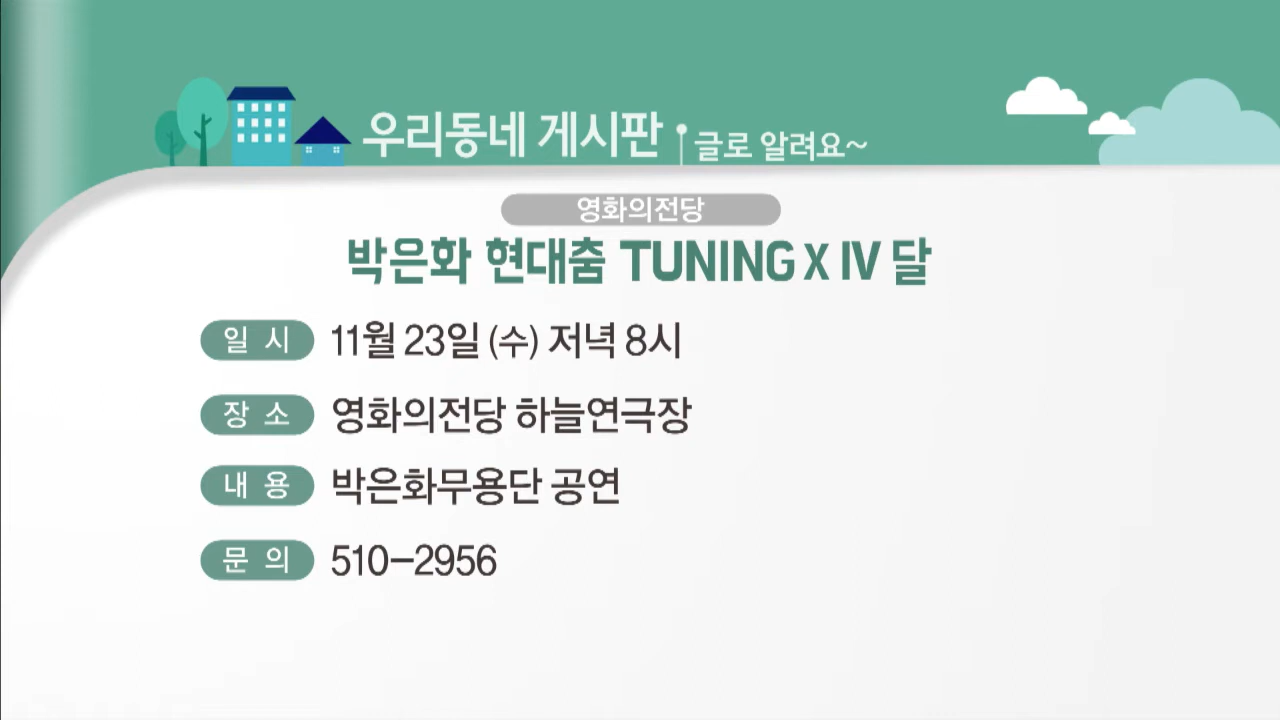 우리동네 게시판 글로 알려요~
영화의전당
박은화 현대춤 TUNING X IV 달
일 시 11월 23일 (수) 저녁 8시
장 소 영화의전당 하늘연극장
내 용 박은화무용단 공연
문 의 510-2956